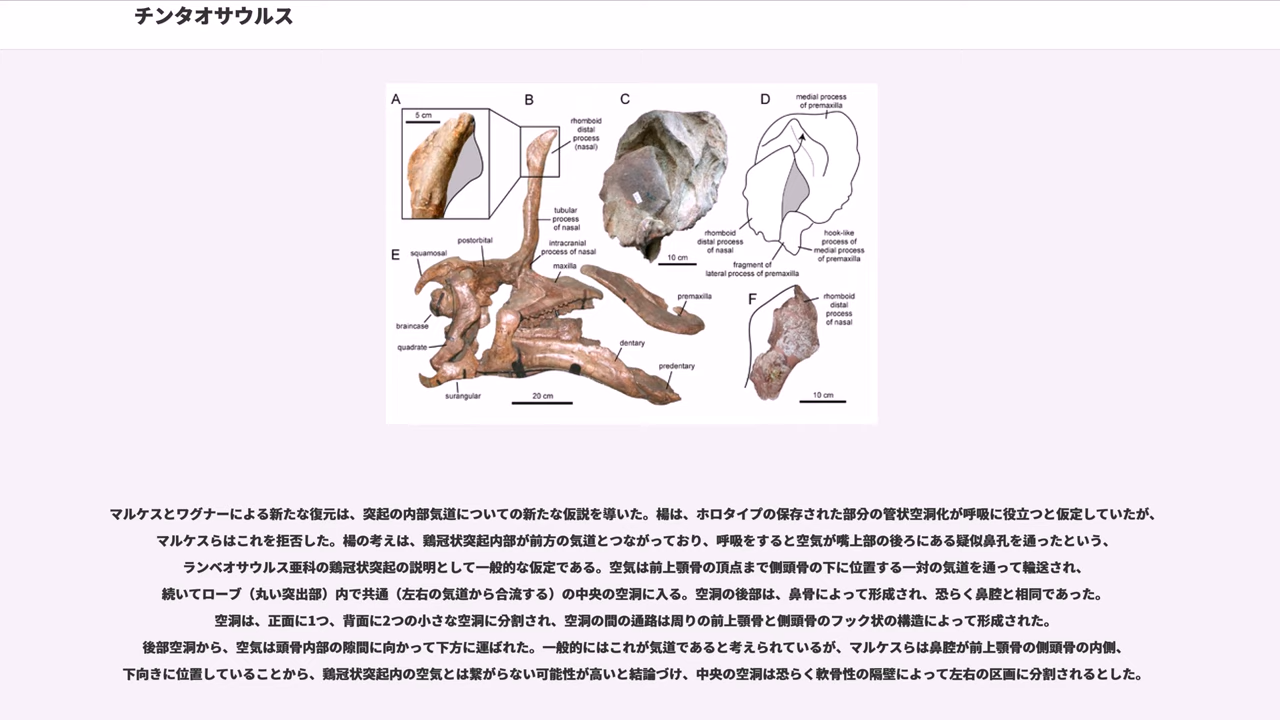 チンタオサウルス
A
5 cm
B
rhomboid
distal
process
(nasal)
tubular
process
of nasal
intracranial
process of nasal
maxilla
C
10 cm
D
medial process
of premaxilla
rhomboid
distal process
of nasal
fragment of
lateral process of premaxilla
hook-like
process of
medial process
of premaxilla
E
squamosal
postorbital
braincase
quadrate
surangular
20 cm
premaxilla
dentary
predentary
F
rhomboid
distal
process
of nasal
10 cm
マルケスとワグナーによる新たな復元は、突起の内部気道についての新たな仮説を導いた。楊は、ホロタイプの保存された部分の管状空洞化が呼吸に役立つと仮定していたが、
マルケスらはこれを拒否した。楊の考えは、鶏冠状突起内部が前方の気道とつながっており、呼吸をすると空気が嘴上部の後ろにある疑似鼻孔を通ったという、
ランベオサウルス亜科の鶏冠状突起の説明として一般的な仮定である。空気は前上顎骨の頂点まで側頭骨の下に位置する一対の気道を通って輸送され、
続いてローブ（丸い突出部）内で共通（左右の気道から合流する）の中央の空洞に入る。空洞の後部は、鼻骨によって形成され、恐らく鼻腔と相同であった。
空洞は、正面に1つ、背面に2つの小さな空洞に分割され、空洞の間の通路は周りの前上顎骨と側頭骨のフック状の構造によって形成された。
後部空洞から、空気は頭骨内部の隙間に向かって下方に運ばれた。一般的にはこれが気道であると考えられているが、マルケスらは鼻腔が前上顎骨の側頭骨の内側、
下向きに位置していることから、鶏冠状突起内の空気とは繋がらない可能性が高いと結論づけ、中央の空洞は恐らく軟骨性の隔壁によって左右の区画に分割されるとした。